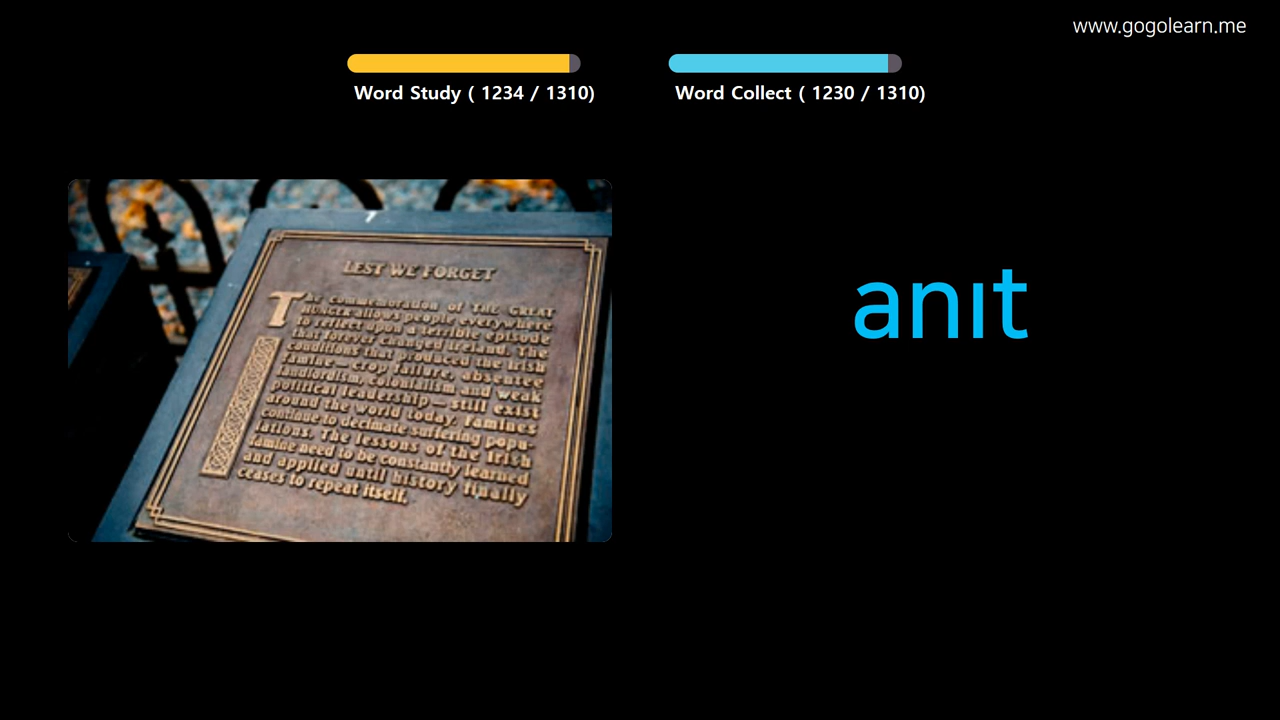 www.gogolearn.me
Word Study ( 1234 / 1310)
Word Collect ( 1230 / 1310)
LEST WE FORGET
The commemoration of THE GREAT
HUNGER allows people everywhere
to reflect upon a terrible episode
that forever changed Ireland. The
conditions that produced the Irish
famine — crop failure, absentee
landlordism, colonialism and weak
political leadership — still exist
around the world today. Famines
continue to decimate suffering popu-
lations. The lessons of the Irish
famine need to be constantly learned
and applied until history finally
ceases to repeat itself.
anıt